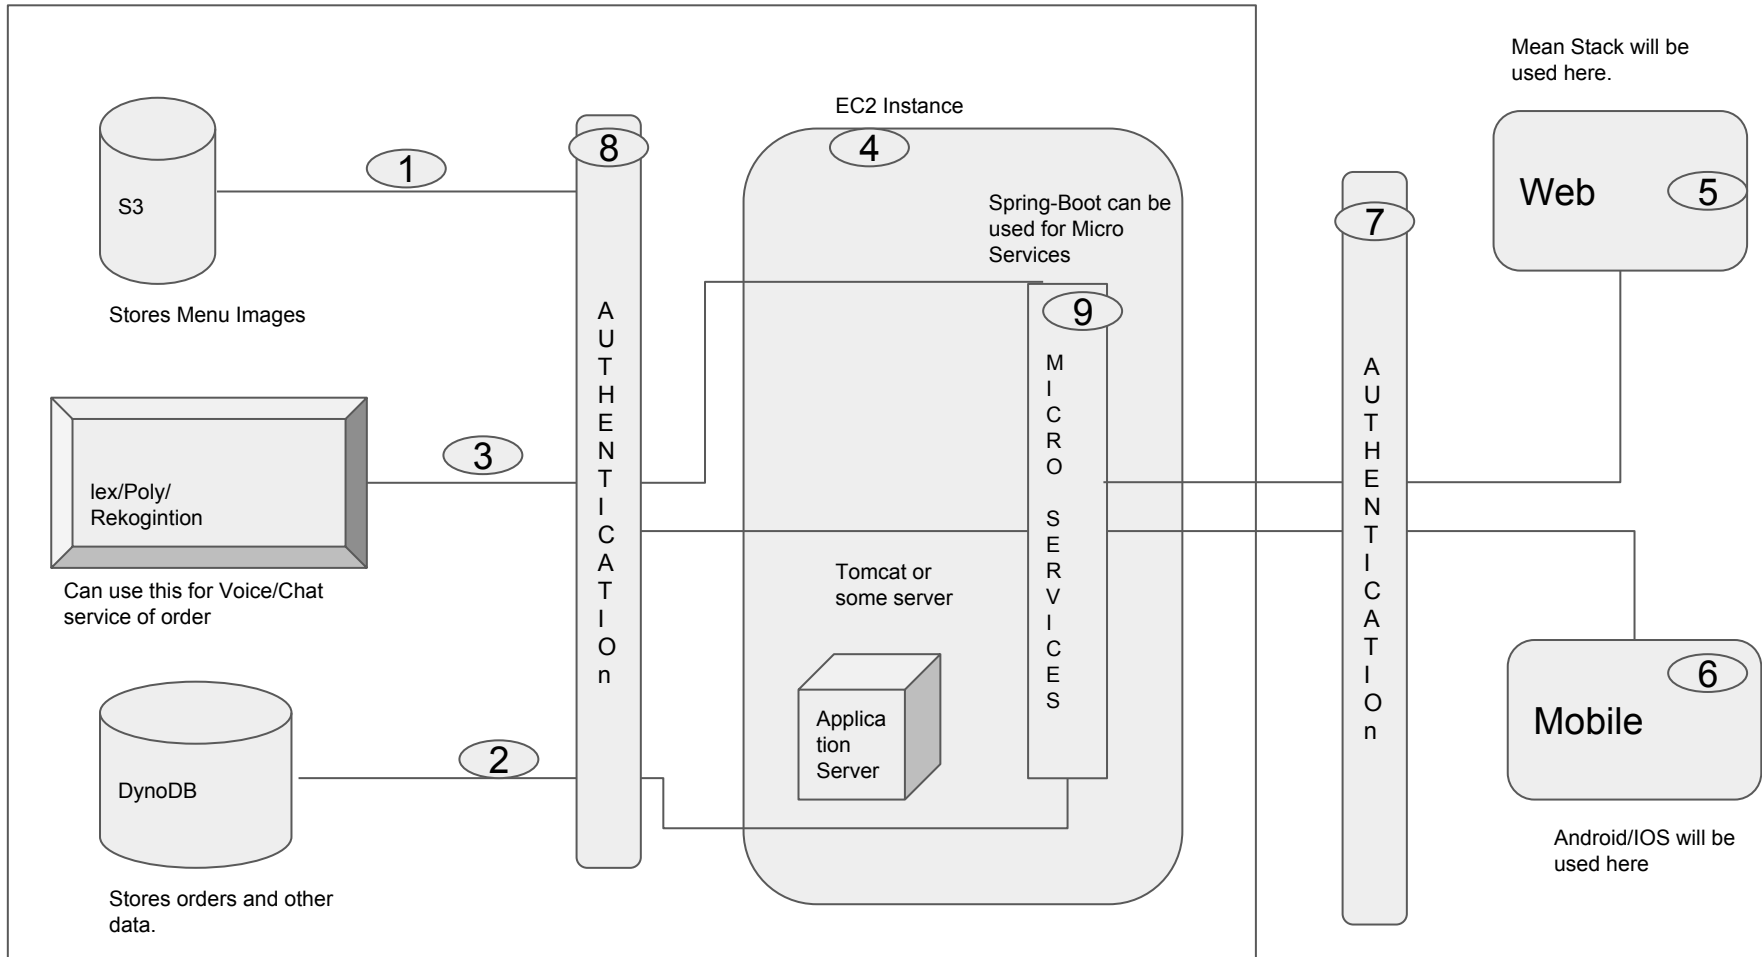 Mean Stack will be
used here.
EC2 Instance
8
4
1
Web
5
S3
7
Spring-Boot can be
used for Micro
Services
Stores Menu Images
9
A
U
T
H
E
N
T
I
C
A
T
I
O
n
M
I
C
R
O
S
E
R
V
I
C
E
S
A
U
T
H
E
N
T
I
C
A
T
I
O
n
3
lex/Poly/
Rekogintion
Can use this for Voice/Chat
service of order
Tomcat or
some server
Applica
tion
Server
6
Mobile
2
DynoDB
Android/IOS will be
used here
Stores orders and other
data.